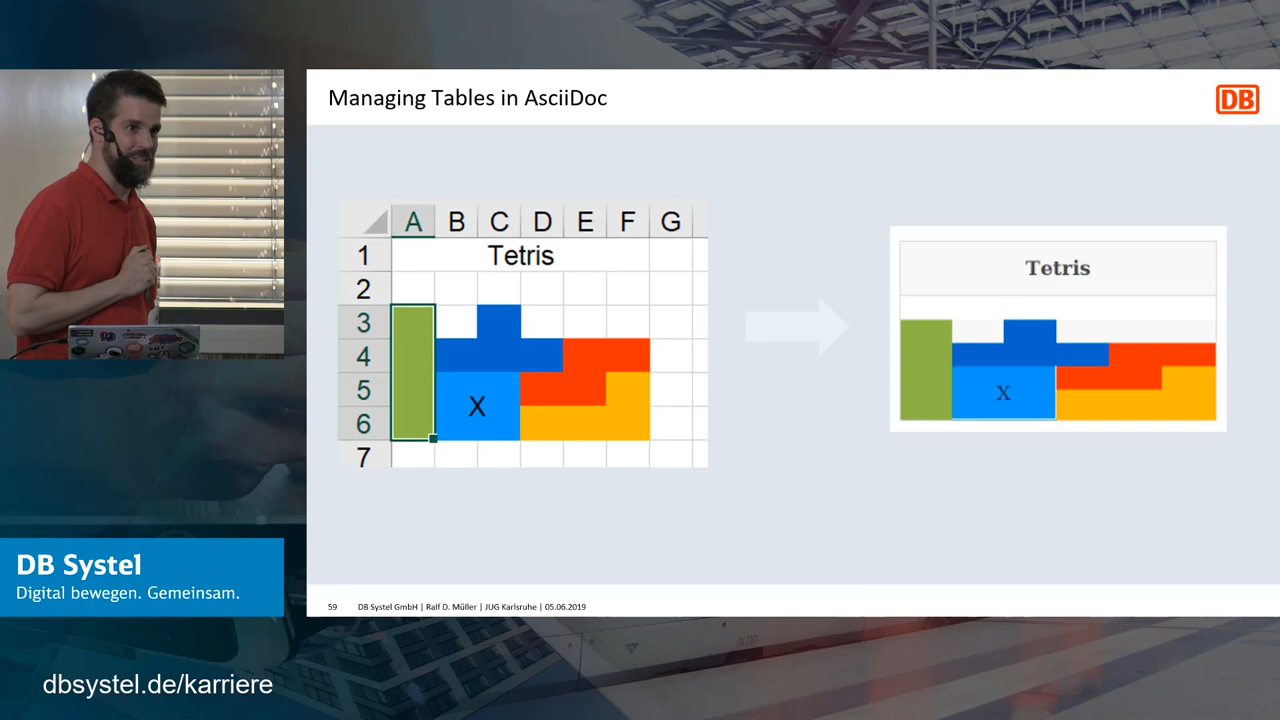 Managing Tables in AsciiDoc
DB
A B C D E F G
1 Tetris
2
3
4
5 X
6
7
Tetris
X
DB Systel
Digital bewegen. Gemeinsam.
59 DB Systel GmbH | Ralf D. Müller | JUG Karlsruhe | 05.06.2019
dbsystel.de/karriere